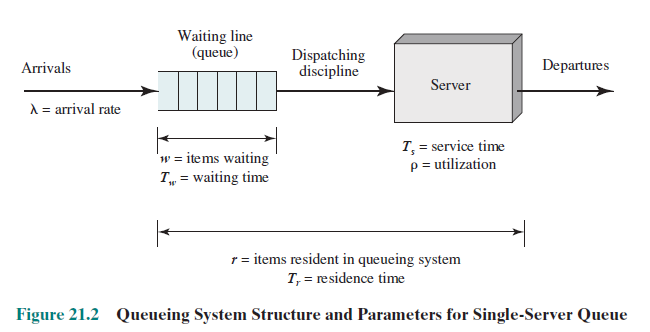 Waiting line
(queue)
Arrivals
Dispatching
discipline
Departures
Server
λ = arrival rate
w = items waiting
T_w = waiting time
T_s = service time
ρ = utilization
r = items resident in queueing system
T_r = residence time
Figure 21.2 Queueing System Structure and Parameters for Single-Server Queue